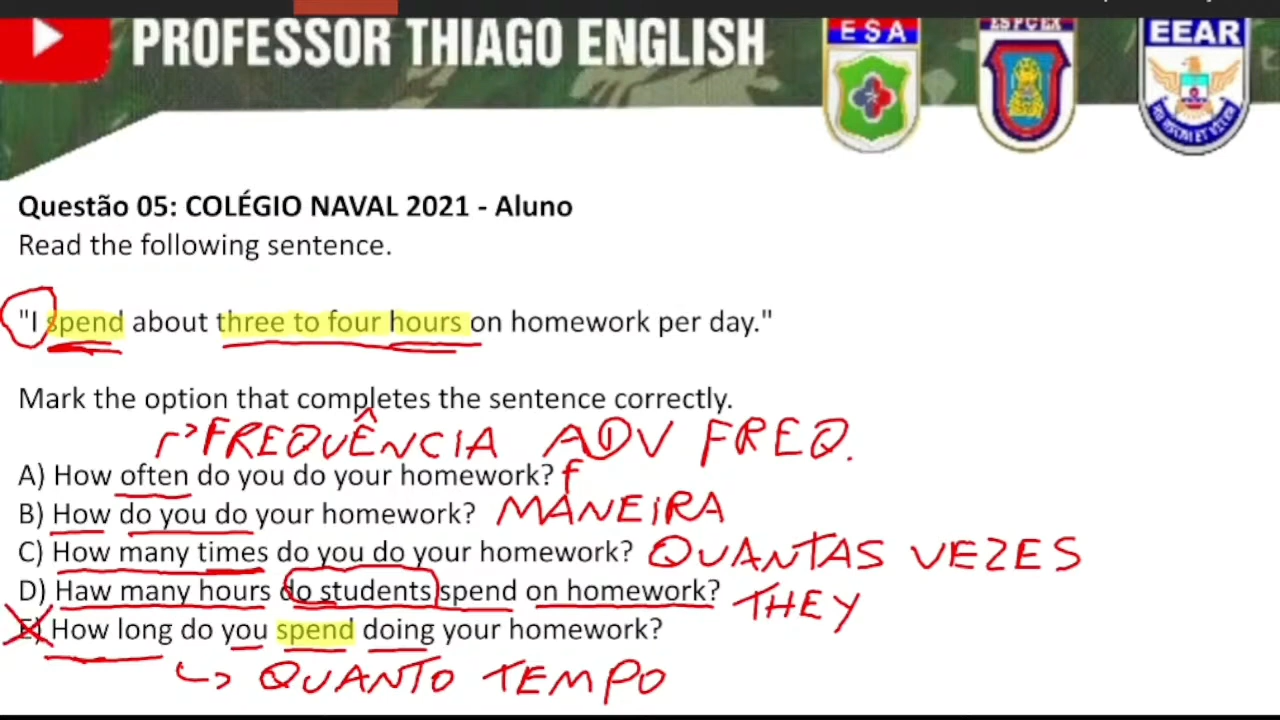 PROFESSOR THIAGO ENGLISH
ESA
ESPCEX
EEAR
Questão 05: COLÉGIO NAVAL 2021 - Aluno
Read the following sentence.
"I spend about three to four hours on homework per day."
Mark the option that completes the sentence correctly.
FREQUÊNCIA ADV FREQ.
A) How often do you do your homework? f
B) How do you do your homework? MANEIRA
C) How many times do you do your homework? QUANTAS VEZES
D) Haw many hours do students spend on homework? THEY
E) How long do you spend doing your homework?
QUANTO TEMPO